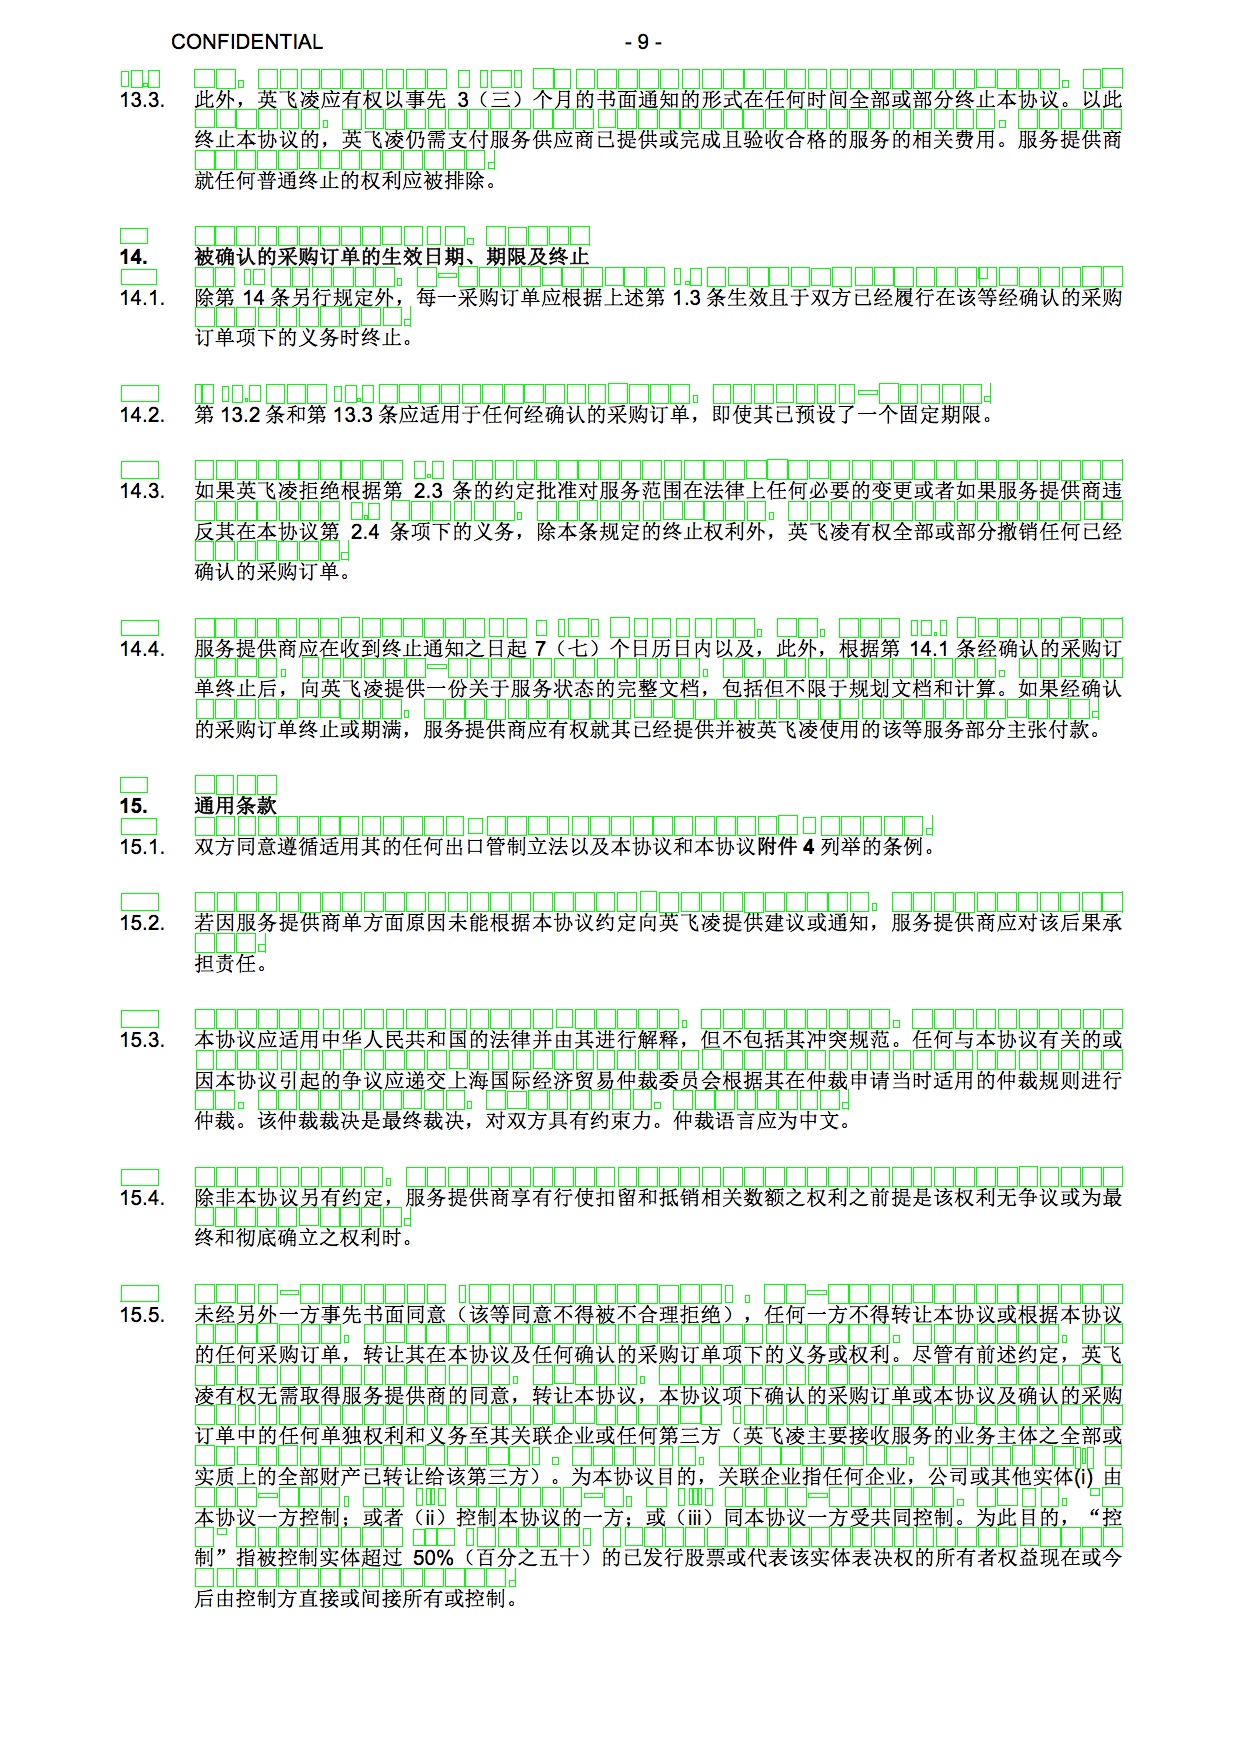 CONFIDENTIAL - 9 -
13.3. 此外，英飞凌应有权以事先 3（三）个月的书面通知的形式在任何时间全部或部分终止本协议。以此
终止本协议的，英飞凌仍需支付服务供应商已提供或完成且验收合格的服务的相关费用。服务提供商
就任何普通终止的权利应被排除。
14. 被确认的采购订单的生效日期、期限及终止
14.1. 除第 14 条另行规定外，每一采购订单应根据上述第 1.3 条生效且于双方已经履行在该等经确认的采购
订单项下的义务时终止。
14.2. 第 13.2 条和第 13.3 条应适用于任何经确认的采购订单，即使其已预设了一个固定期限。
14.3. 如果英飞凌拒绝根据第 2.3 条的约定批准对服务范围在法律上任何必要的变更或者如果服务提供商违
反其在本协议第 2.4 条项下的义务，除本条规定的终止权利外，英飞凌有权全部或部分撤销任何已经
确认的采购订单。
14.4. 服务提供商应在收到终止通知之日起 7（七）个日历日内以及，此外，根据第 14.1 条经确认的采购订
单终止后，向英飞凌提供一份关于服务状态的完整文档，包括但不限于规划文档和计算。如果经确认
的采购订单终止或期满，服务提供商应有权就其已经提供并被英飞凌使用的该等服务部分主张付款。
15. 通用条款
15.1. 双方同意遵循适用其的任何出口管制立法以及本协议和本协议附件 4 列举的条例。
15.2. 若因服务提供商单方面原因未能根据本协议约定向英飞凌提供建议或通知，服务提供商应对该后果承
担责任。
15.3. 本协议应适用中华人民共和国的法律并由其进行解释，但不包括其冲突规范。任何与本协议有关的或
因本协议引起的争议应递交上海国际经济贸易仲裁委员会根据其在仲裁申请当时适用的仲裁规则进行
仲裁。该仲裁裁决是最终裁决，对双方具有约束力。仲裁语言应为中文。
15.4. 除非本协议另有约定，服务提供商享有行使扣留和抵销相关数额之权利之前提是该权利无争议或为最
终和彻底确立之权利时。
15.5. 未经另外一方事先书面同意（该等同意不得被不合理拒绝），任何一方不得转让本协议或根据本协议
的任何采购订单，转让其在本协议及任何确认的采购订单项下的义务或权利。尽管有前述约定，英飞
凌有权无需取得服务提供商的同意，转让本协议，本协议项下确认的采购订单或本协议及确认的采购
订单中的任何单独权利和义务至其关联企业或任何第三方（英飞凌主要接收服务的业务主体之全部或
实质上的全部财产已转让给该第三方）。为本协议目的，关联企业指任何企业，公司或其他实体(i) 由
本协议一方控制；或者（ii）控制本协议的一方；或（iii）同本协议一方受共同控制。为此目的，“控
制”指被控制实体超过 50%（百分之五十）的已发行股票或代表该实体表决权的所有者权益现在或今
后由控制方直接或间接所有或控制。